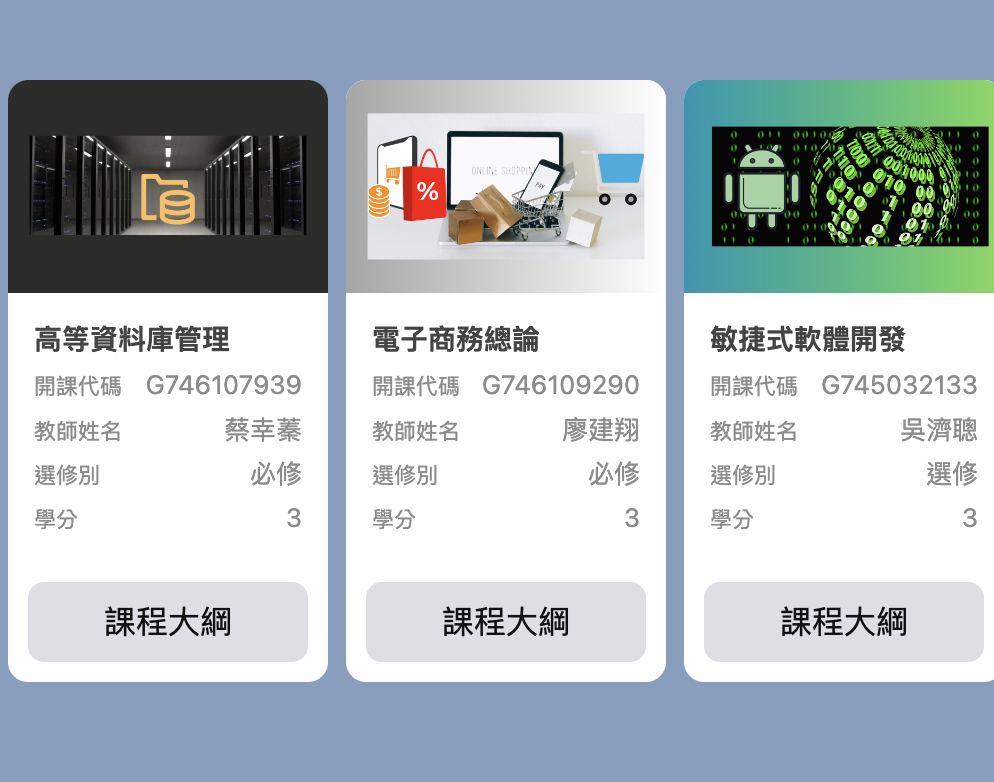 高等資料庫管理
開課代碼 G746107939
教師姓名 蔡幸蓁
選修別 必修
學分 3
課程大綱
$
%
ONLINE SHOPPIN
PAY
電子商務總論
開課代碼 G746109290
教師姓名 廖建翔
選修別 必修
學分 3
課程大綱
敏捷式軟體開發
開課代碼 G745032133
教師姓名 吳濟聰
選修別 選修
學分 3
課程大綱